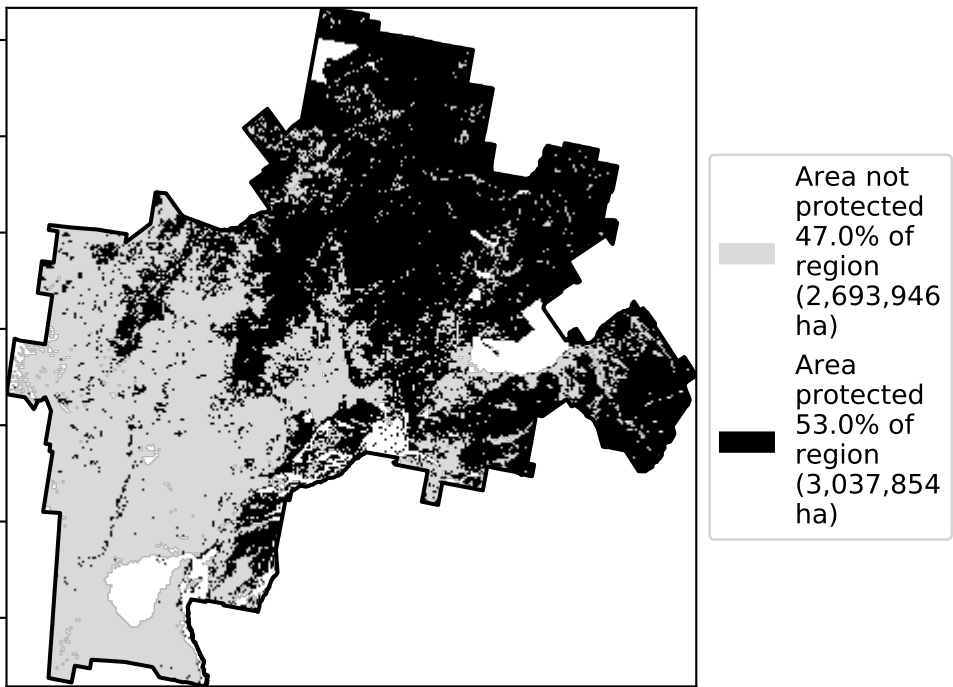 Area not
protected
47.0% of
region
(2,693,946
ha)
Area
protected
53.0% of
region
(3,037,854
ha)